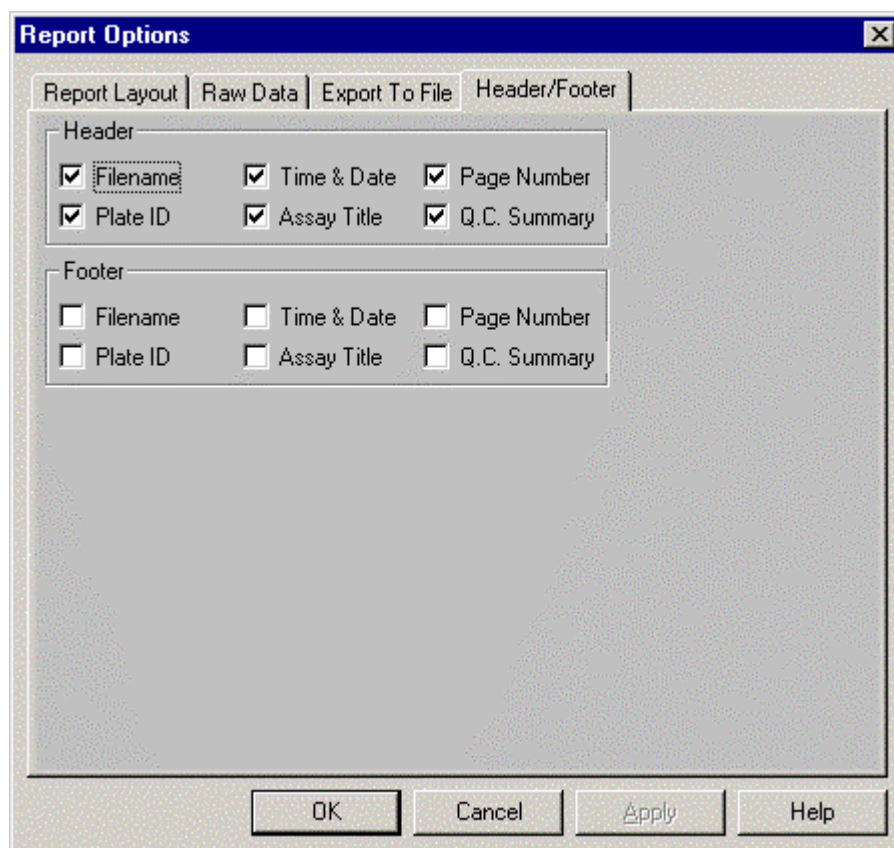 Report Options
Report Layout Raw Data Export To File Header/Footer
Header
Filename Time & Date Page Number
Plate ID Assay Title Q.C. Summary
Footer
Filename Time & Date Page Number
Plate ID Assay Title Q.C. Summary
OK Cancel Apply Help